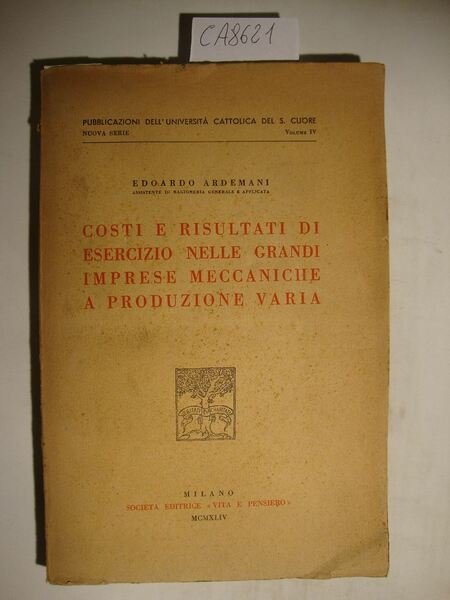 CA8621
PUBBLICAZIONI DELL'UNIVERSITÀ CATTOLICA DEL S. CUORE
NUOVA SERIE VOLUME IV
EDOARDO ARDEMANI
ASSISTENTE DI RAGIONERIA GENERALE E APPLICATA
COSTI E RISULTATI DI
ESERCIZIO NELLE GRANDI
IMPRESE MECCANICHE
A PRODUZIONE VARIA
MILANO
SOCIETÀ EDITRICE «VITA E PENSIERO»
MCMXLIV